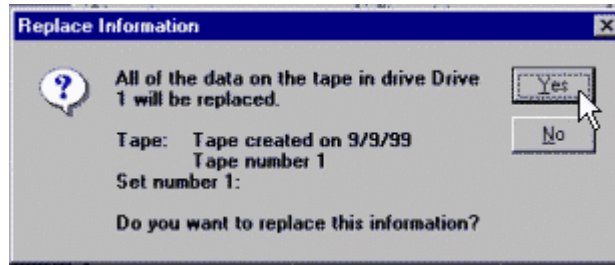 Replace Information
All of the data on the tape in drive Drive
1 will be replaced.
Yes
No
Tape: Tape created on 9/9/99
Tape number 1
Set number 1:
Do you want to replace this information?